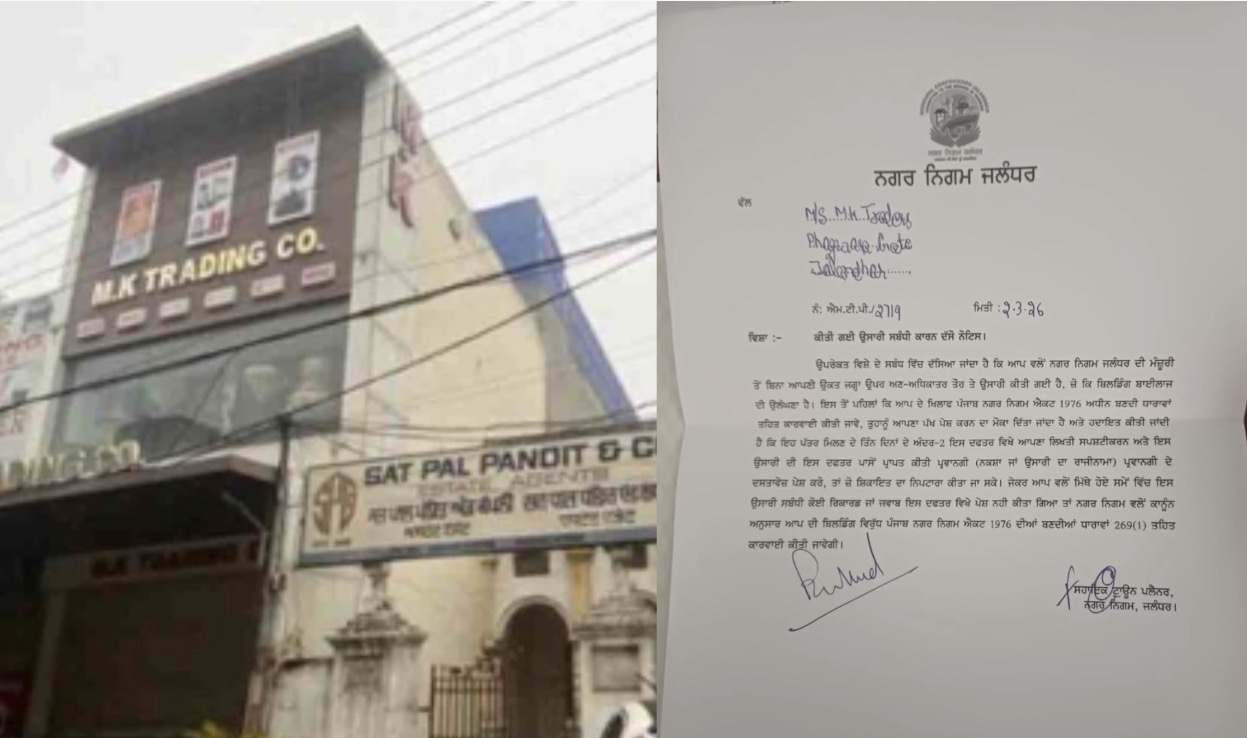 M.K TRADING CO.
SAT PAL PANDIT & C
ESTATE AGENTS
M.K TRADING
ਨਗਰ ਨਿਗਮ ਜਲੰਧਰ
ਨਗਰ ਨਿਗਮ ਜਲੰਧਰ
ਵੱਲ
M/S M.K. Traders
Phagwara Gate
Jalandhar
ਨੰ: ਐਮ.ਟੀ.ਪੀ./2719 ਮਿਤੀ : 2.3.26
ਵਿਸ਼ਾ :- ਕੀਤੀ ਗਈ ਉਸਾਰੀ ਸਬੰਧੀ ਕਾਰਨ ਦੱਸੋ ਨੋਟਿਸ।
ਉਪਰੋਕਤ ਵਿਸ਼ੇ ਦੇ ਸਬੰਧ ਵਿੱਚ ਦੱਸਿਆ ਜਾਂਦਾ ਹੈ ਕਿ ਆਪ ਵਲੋਂ ਨਗਰ ਨਿਗਮ ਜਲੰਧਰ ਦੀ ਮੰਜੂਰੀ
ਤੋਂ ਬਿਨਾ ਆਪਣੀ ਉਕਤ ਜਗ੍ਹਾ ਉਪਰ ਅਣ-ਅਧਿਕਾਤਰ ਤੌਰ ਤੇ ਉਸਾਰੀ ਕੀਤੀ ਗਈ ਹੈ, ਜੋ ਕਿ ਬਿਲਡਿੰਗ ਬਾਈਲਾਜ
ਦੀ ਉਲੰਘਣਾ ਹੈ। ਇਸ ਤੋਂ ਪਹਿਲਾਂ ਕਿ ਆਪ ਦੇ ਖਿਲਾਫ ਪੰਜਾਬ ਨਗਰ ਨਿਗਮ ਐਕਟ 1976 ਅਧੀਨ ਬਣਦੀ ਧਾਰਾਵਾਂ
ਤਹਿਤ ਕਾਰਵਾਈ ਕੀਤੀ ਜਾਵੇ, ਤੁਹਾਨੂੰ ਆਪਣਾ ਪੱਖ ਪੇਸ਼ ਕਰਨ ਦਾ ਮੌਕਾ ਦਿੱਤਾ ਜਾਂਦਾ ਹੈ ਅਤੇ ਹਦਾਇਤ ਕੀਤੀ ਜਾਂਦੀ
ਹੈ ਕਿ ਇਹ ਪੱਤਰ ਮਿਲਣ ਦੇ ਤਿੰਨ ਦਿਨਾਂ ਦੇ ਅੰਦਰ-2 ਇਸ ਦਫਤਰ ਵਿਖੇ ਆਪਣਾ ਲਿਖਤੀ ਸਪਸ਼ਟੀਕਰਨ ਅਤੇ ਇਸ
ਉਸਾਰੀ ਦੀ ਇਸ ਦਫਤਰ ਪਾਸੋਂ ਪ੍ਰਾਪਤ ਕੀਤੀ ਪ੍ਰਵਾਨਗੀ (ਨਕਸ਼ਾ ਜਾਂ ਉਸਾਰੀ ਦਾ ਰਾਜੀਨਾਮਾ) ਪ੍ਰਵਾਨਗੀ ਦੇ
ਦਸਤਾਵੇਜ਼ ਪੇਸ਼ ਕਰੋ, ਤਾਂ ਜੋ ਸ਼ਿਕਾਇਤ ਦਾ ਨਿਪਟਾਰਾ ਕੀਤਾ ਜਾ ਸਕੇ। ਜੇਕਰ ਆਪ ਵਲੋਂ ਮਿੱਥੇ ਹੋਏ ਸਮੇਂ ਵਿੱਚ ਇਸ
ਉਸਾਰੀ ਸਬੰਧੀ ਕੋਈ ਰਿਕਾਰਡ ਜਾਂ ਜਵਾਬ ਇਸ ਦਫਤਰ ਵਿਖੇ ਪੇਸ਼ ਨਹੀ ਕੀਤਾ ਗਿਆ ਤਾਂ ਨਗਰ ਨਿਗਮ ਵਲੋਂ ਕਾਨੂੰਨ
ਅਨੁਸਾਰ ਆਪ ਦੀ ਬਿਲਡਿੰਗ ਵਿਰੁੱਧ ਪੰਜਾਬ ਨਗਰ ਨਿਗਮ ਐਕਟ 1976 ਦੀਆਂ ਬਣਦੀਆਂ ਧਾਰਾਵਾਂ 269(1) ਤਹਿਤ
ਕਾਰਵਾਈ ਕੀਤੀ ਜਾਵੇਗੀ।
ਸਹਾਇਕ ਟਾਊਨ ਪਲੈਨਰ,
ਨਗਰ ਨਿਗਮ, ਜਲੰਧਰ।